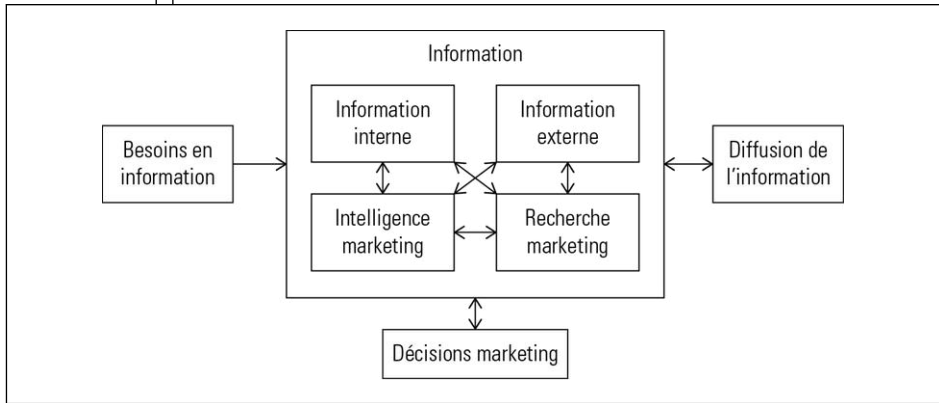 Information
Information
interne
Information
externe
Besoins en
information
Diffusion de
l'information
Intelligence
marketing
Recherche
marketing
Décisions marketing